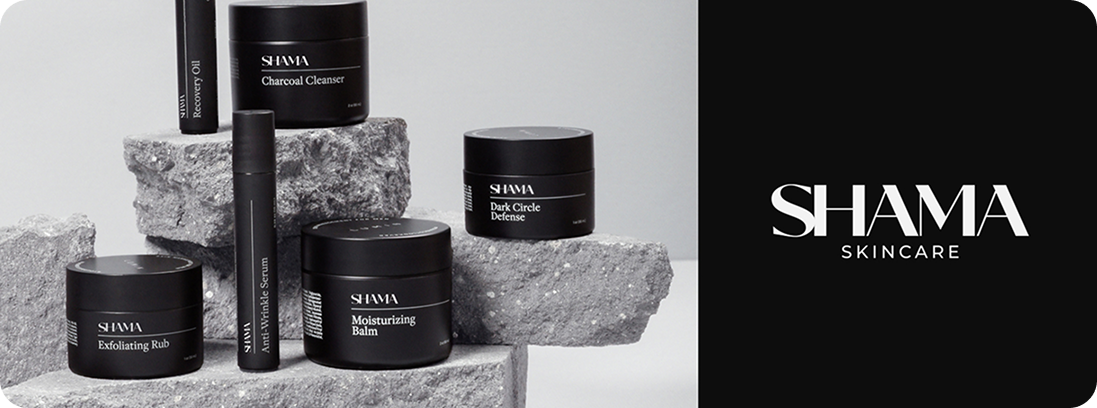 SHAMA
Recovery Oil
SHAMA
Charcoal Cleanser
SHAMA
Dark Circle
Defense
SHAMA
Exfoliating Rub
SHAMA
Anti-Wrinkle Serum
LUMIN
SHAMA
Moisturizing
Balm
SHAMA
SKINCARE